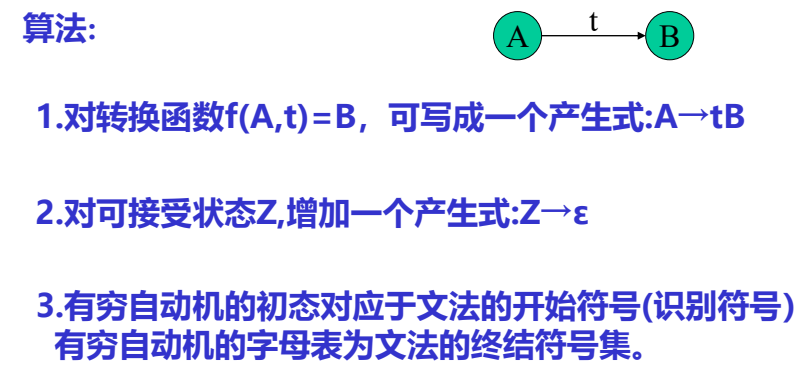 算法:
A t B
1.对转换函数f(A,t)=B，可写成一个产生式:A→tB
2.对可接受状态Z,增加一个产生式:Z→ε
3.有穷自动机的初态对应于文法的开始符号(识别符号)
有穷自动机的字母表为文法的终结符号集。